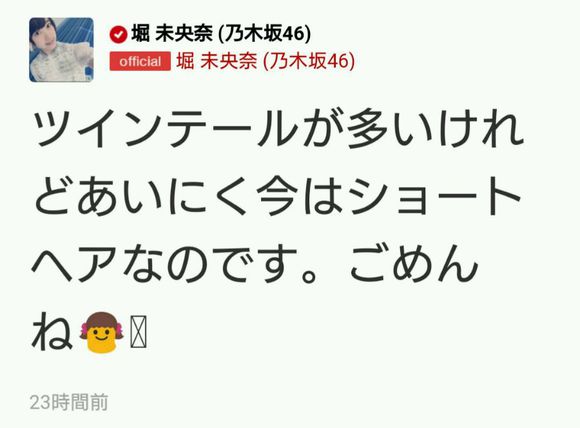 堀 未央奈 (乃木坂46)
official 堀 未央奈 (乃木坂46)
ツインテールが多いけれ
どあいにく今はショート
ヘアなのです。ごめん
ね👧
23時間前